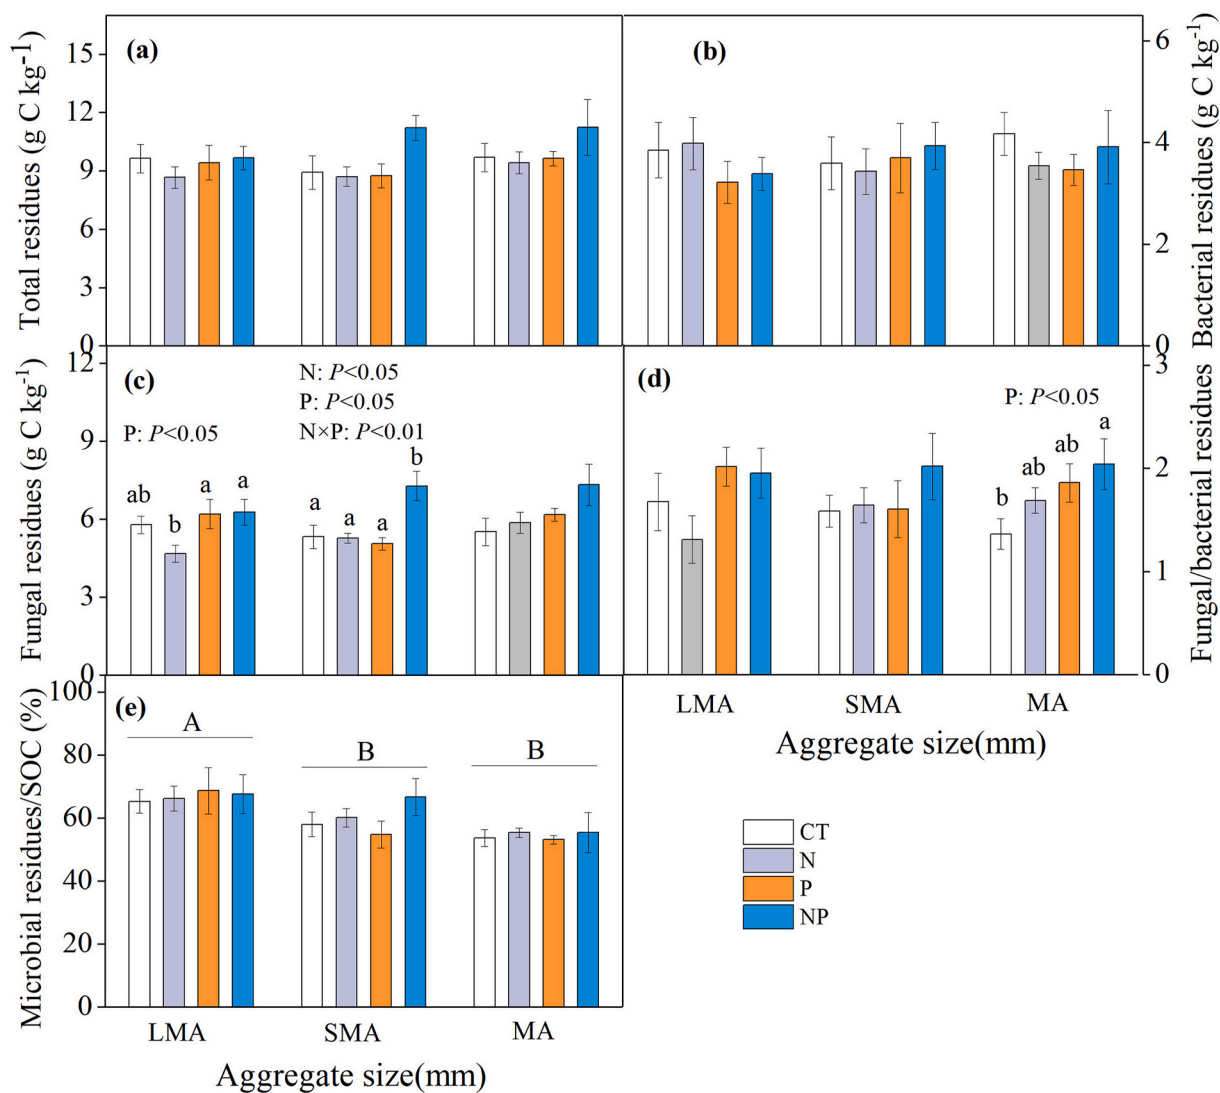 (a)
Total residues (g C kg⁻¹)
15
12
9
6
3
0
(b)
Bacterial residues (g C kg⁻¹)
6
4
2
0
(c)
Fungal residues (g C kg⁻¹)
12
9
6
3
0
N: P<0.05
P: P<0.05
N×P: P<0.01
P: P<0.05
ab
b
a
a
a
a
a
b
(d)
Fungal/bacterial residues
3
2
1
0
P: P<0.05
b
ab
ab
a
LMA
SMA
MA
Aggregate size(mm)
(e)
Microbial residues/SOC (%)
100
80
60
40
20
0
A
B
B
LMA
SMA
MA
Aggregate size(mm)
CT
N
P
NP